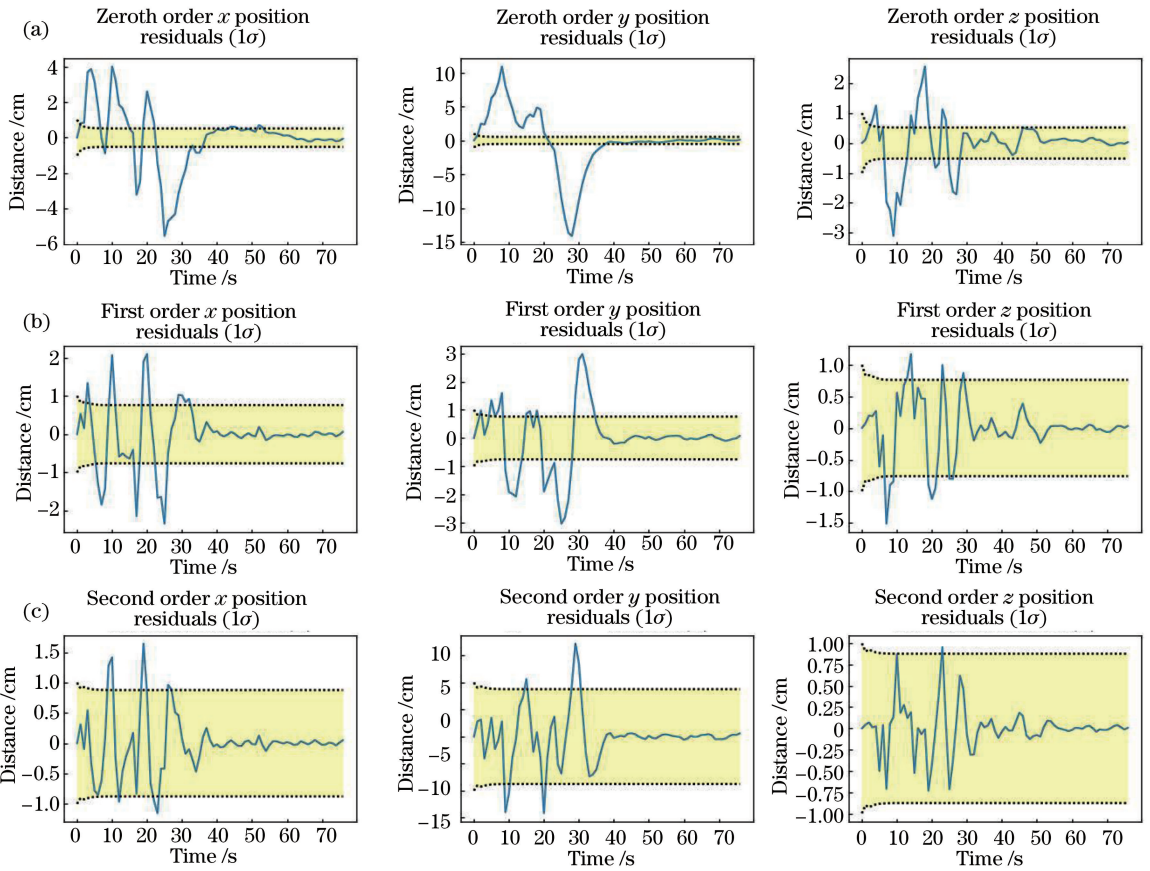 (a)
Zeroth order x position
residuals (1σ)
Distance /cm
4
2
0
−2
−4
−6
0 10 20 30 40 50 60 70
Time /s
Zeroth order y position
residuals (1σ)
Distance /cm
10
5
0
−5
−10
−15
0 10 20 30 40 50 60 70
Time /s
Zeroth order z position
residuals (1σ)
Distance /cm
2
1
0
−1
−2
−3
0 10 20 30 40 50 60 70
Time /s
(b)
First order x position
residuals (1σ)
Distance /cm
2
1
0
−1
−2
0 10 20 30 40 50 60 70
Time /s
First order y position
residuals (1σ)
Distance /cm
3
2
1
0
−1
−2
−3
0 10 20 30 40 50 60 70
Time /s
First order z position
residuals (1σ)
Distance /cm
1.0
0.5
0
−0.5
−1.0
−1.5
0 10 20 30 40 50 60 70
Time /s
(c)
Second order x position
residuals (1σ)
Distance /cm
1.5
1.0
0.5
0
−0.5
−1.0
0 10 20 30 40 50 60 70
Time /s
Second order y position
residuals (1σ)
Distance /cm
10
5
0
−5
−10
−15
0 10 20 30 40 50 60 70
Time /s
Second order z position
residuals (1σ)
Distance /cm
1.00
0.75
0.50
0.25
0
−0.25
−0.50
−0.75
−1.00
0 10 20 30 40 50 60 70
Time /s